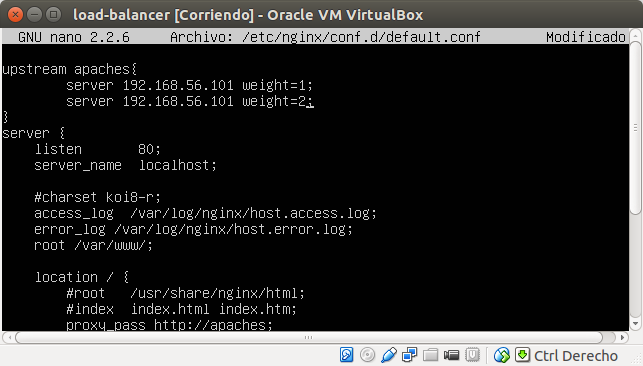 load-balancer [Corriendo] - Oracle VM VirtualBox
GNU nano 2.2.6 Archivo: /etc/nginx/conf.d/default.conf Modificado
upstream apaches{
server 192.168.56.101 weight=1;
server 192.168.56.101 weight=2;
}
server {
listen 80;
server_name localhost;
#charset koi8-r;
access_log /var/log/nginx/host.access.log;
error_log /var/log/nginx/host.error.log;
root /var/www/;
location / {
#root /usr/share/nginx/html;
#index index.html index.htm;
proxy_pass http://apaches;
Ctrl Derecho